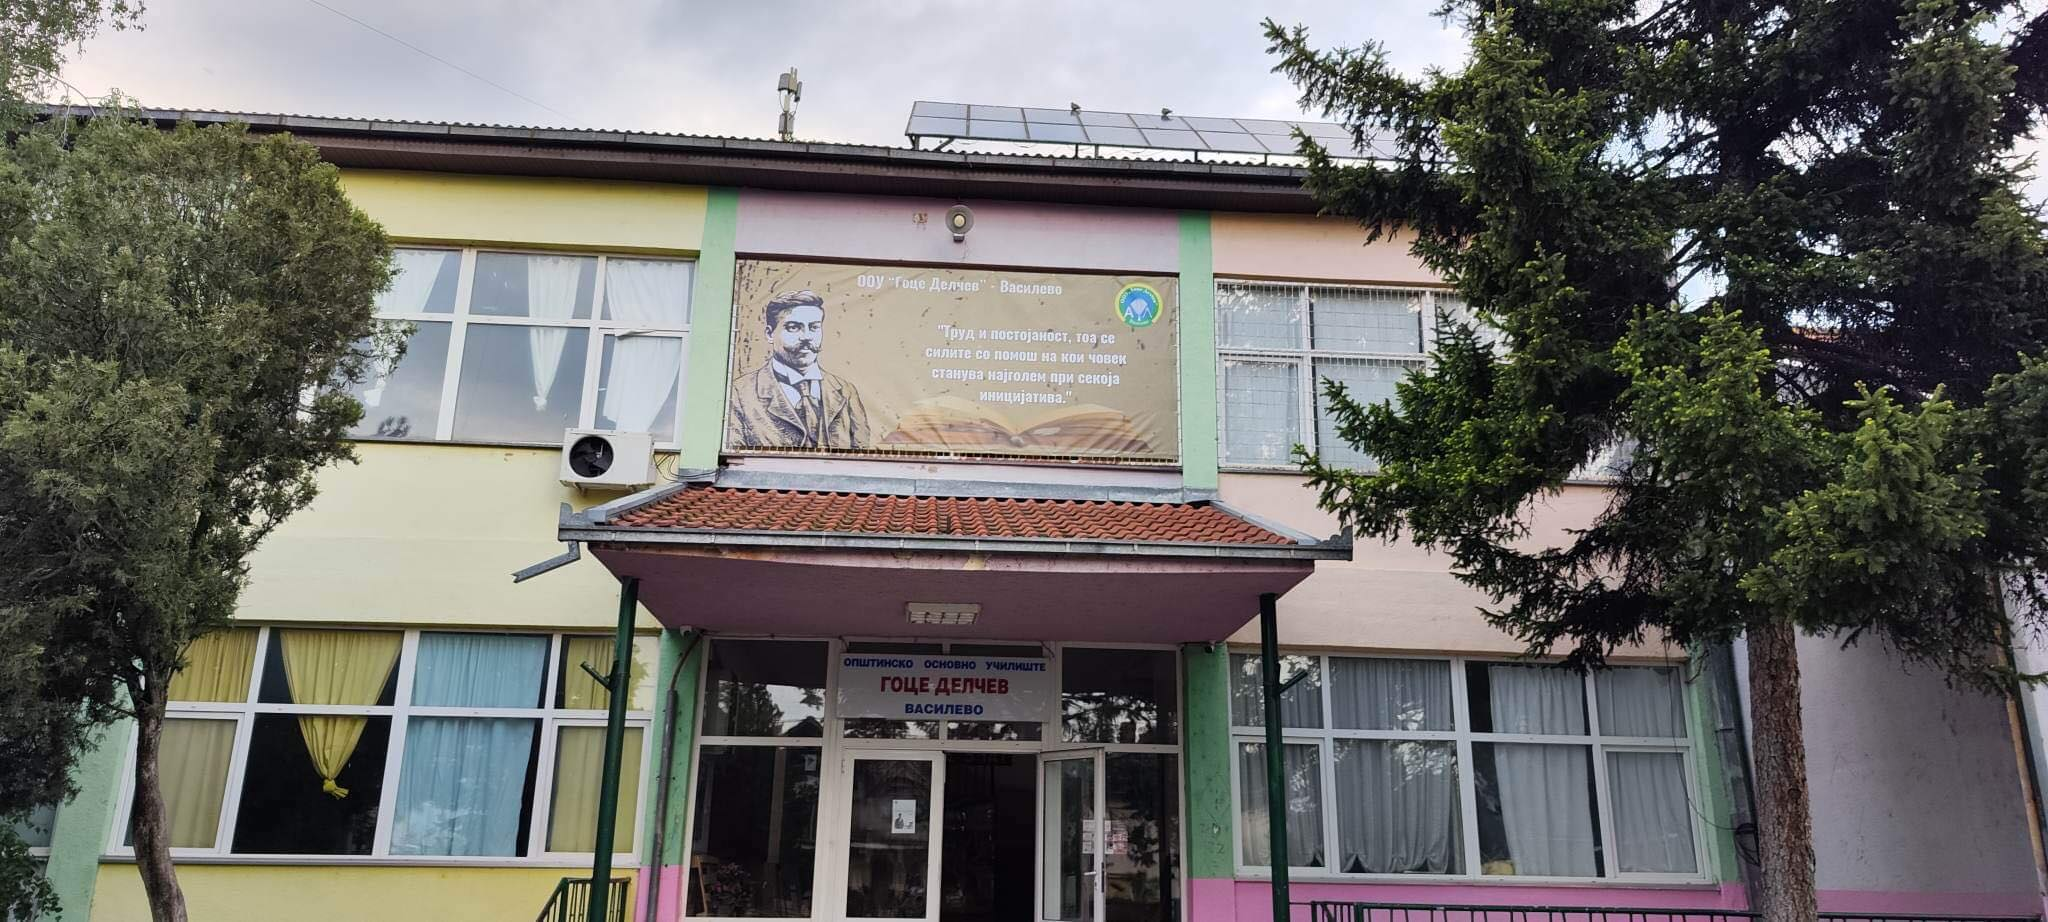 ООУ "Гоце Делчев" - Василево
"Труд и постојаност, тоа се
силите со помош на кои човек
станува најголем при секоја
иницијатива."
ОПШТИНСКО ОСНОВНО УЧИЛИШТЕ
ГОЦЕ ДЕЛЧЕВ
ВАСИЛЕВО